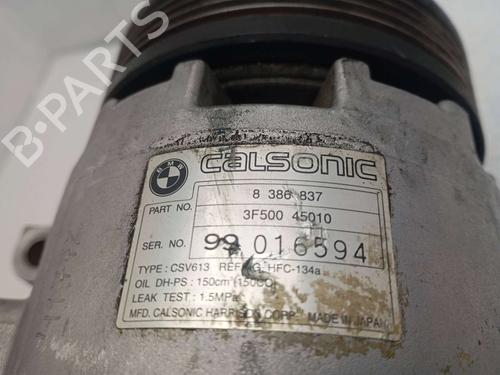 BMW
CALSONIC
8 386 837
PART NO. 3F500 45010
SER. NO. 99 016594
TYPE : CSV613 REFRIG. HFC-134a
OIL DH-PS : 150cm³(150CC)
LEAK TEST : 1.5MPa
MFD. CALSONIC HARRISON CORP. MADE IN JAPAN
B-PARTS